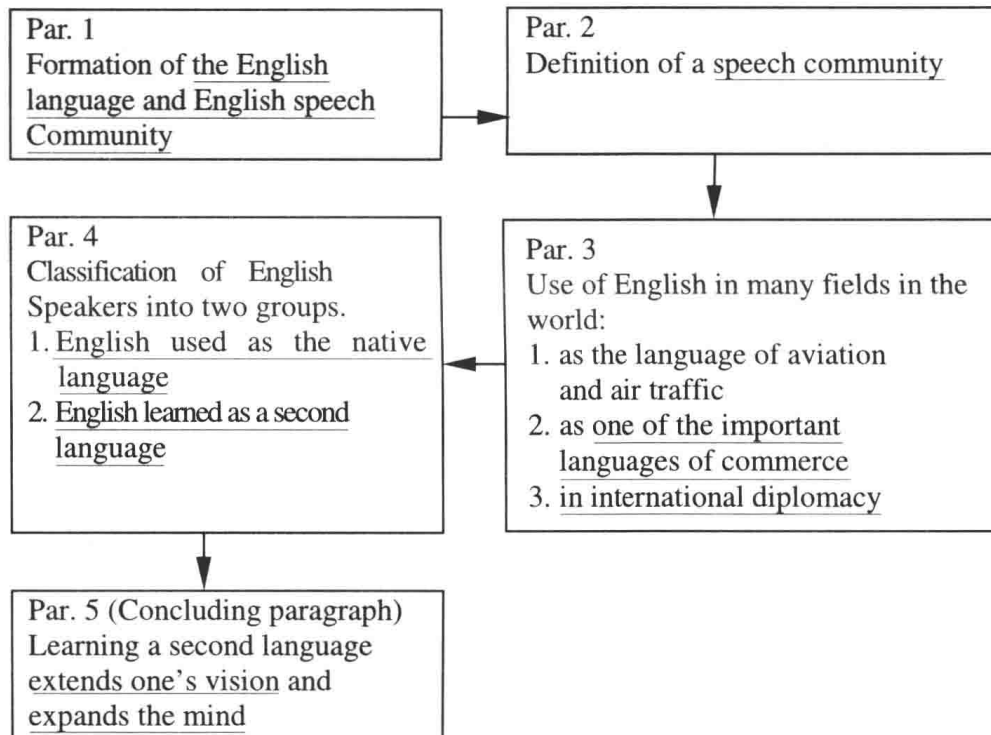 Par. 1
Formation of the English
language and English speech
Community
Par. 2
Definition of a speech community
Par. 3
Use of English in many fields in the
world:
1. as the language of aviation
and air traffic
2. as one of the important
languages of commerce
3. in international diplomacy
Par. 4
Classification of English
Speakers into two groups.
1. English used as the native
language
2. English learned as a second
language
Par. 5 (Concluding paragraph)
Learning a second language
extends one's vision and
expands the mind